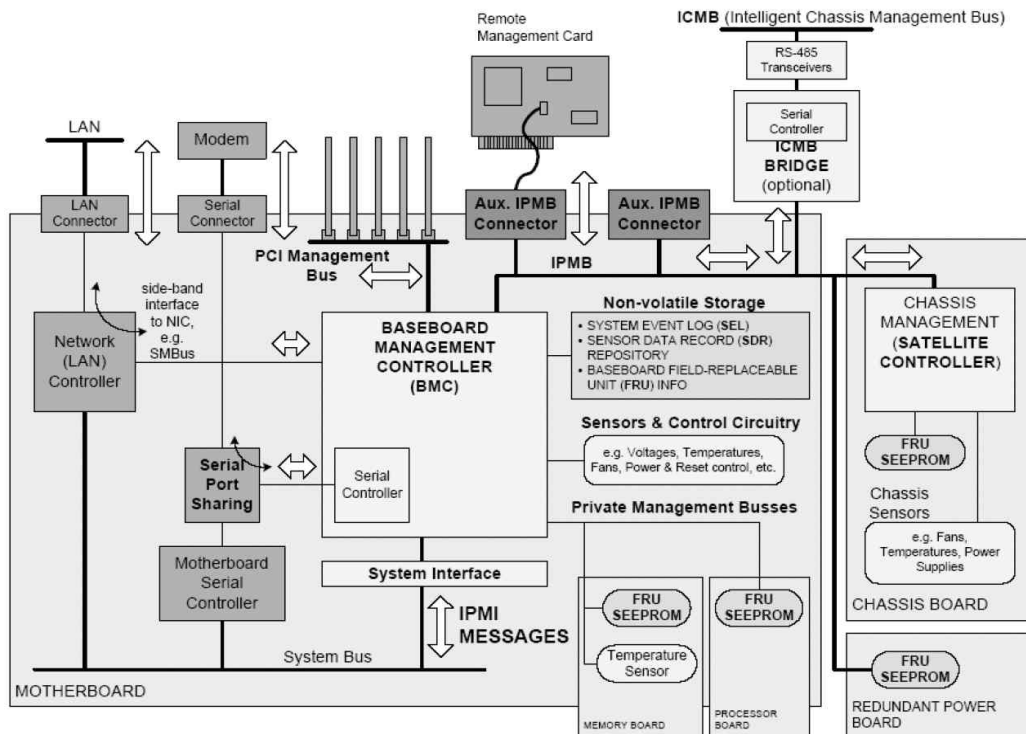 Remote
Management Card
ICMB (Intelligent Chassis Management Bus)
RS-485
Transceivers
Serial
Controller
ICMB
BRIDGE
(optional)
LAN
Modem
LAN
Connector
Serial
Connector
Aux. IPMB
Connector
Aux. IPMB
Connector
PCI Management
Bus
IPMB
side-band
interface
to NIC,
e.g.
SMBus
Network
(LAN)
Controller
BASEBOARD
MANAGEMENT
CONTROLLER
(BMC)
Serial
Controller
Non-volatile Storage
• SYSTEM EVENT LOG (SEL)
• SENSOR DATA RECORD (SDR)
REPOSITORY
• BASEBOARD FIELD-REPLACEABLE
UNIT (FRU) INFO
Sensors & Control Circuitry
e.g. Voltages, Temperatures,
Fans, Power & Reset control, etc.
Private Management Busses
CHASSIS
MANAGEMENT
(SATELLITE
CONTROLLER)
FRU
SEEPROM
Chassis
Sensors
e.g. Fans,
Temperatures, Power
Supplies
CHASSIS BOARD
Serial
Port
Sharing
Motherboard
Serial
Controller
System Interface
IPMI
MESSAGES
System Bus
MOTHERBOARD
FRU
SEEPROM
Temperature
Sensor
MEMORY BOARD
FRU
SEEPROM
PROCESSOR
BOARD
FRU
SEEPROM
REDUNDANT POWER
BOARD